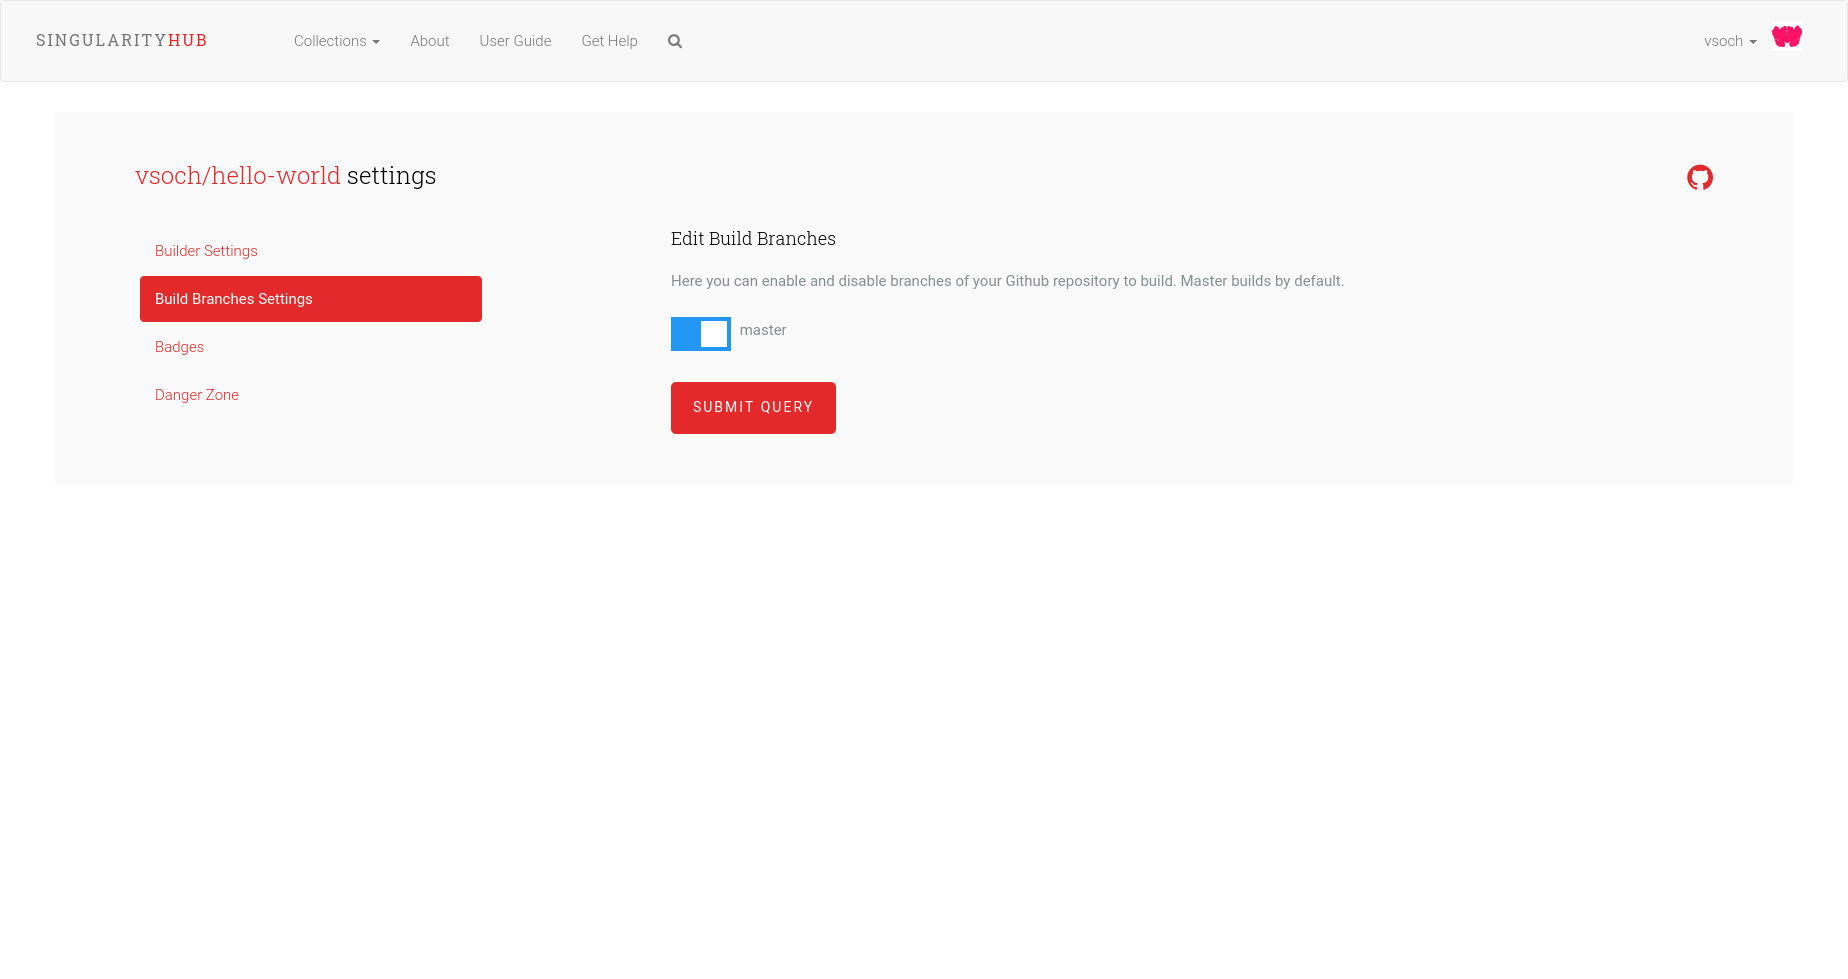 SINGULARITYHUB
Collections
About
User Guide
Get Help
vsoch
vsoch/hello-world settings
Builder Settings
Build Branches Settings
Badges
Danger Zone
Edit Build Branches
Here you can enable and disable branches of your Github repository to build. Master builds by default.
master
SUBMIT QUERY